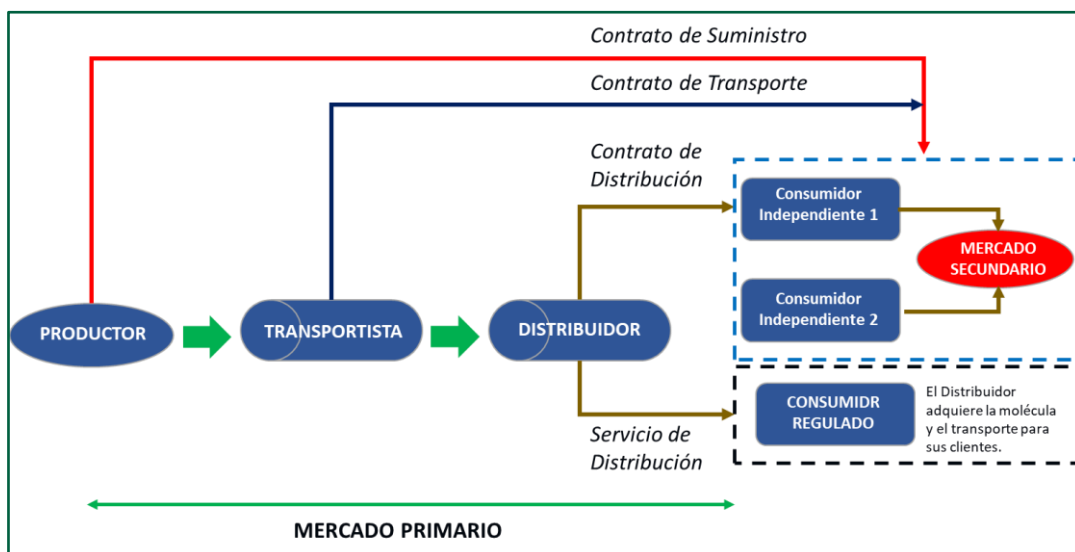 Contrato de Suministro
Contrato de Transporte
Contrato de
Distribución
Consumidor
Independiente 1
MERCADO
SECUNDARIO
Consumidor
Independiente 2
PRODUCTOR
TRANSPORTISTA
DISTRIBUIDOR
CONSUMIDR
REGULADO
El Distribuidor
adquiere la molécula
y el transporte para
sus clientes.
Servicio de
Distribución
MERCADO PRIMARIO